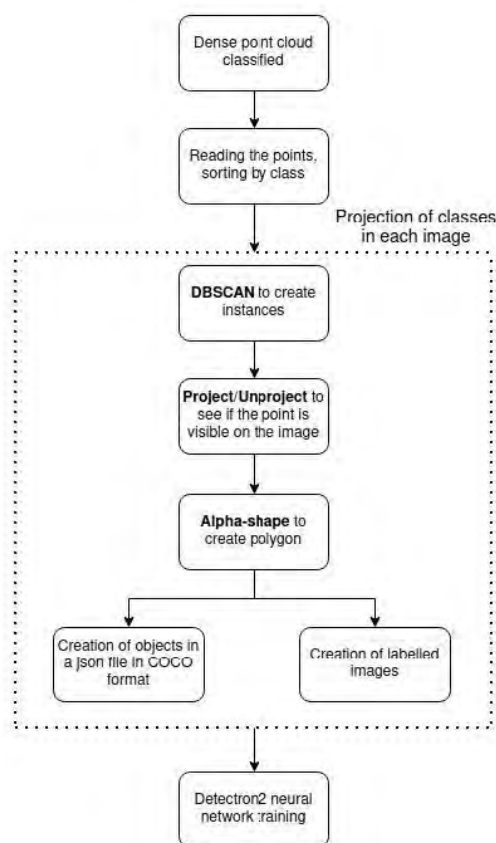 Dense point cloud
classified
Reading the points,
sorting by class
Projection of classes
in each image
DBSCAN to create
instances
Project/Unproject to
see if the point is
visible on the image
Alpha-shape to
create polygon
Creation of objects in
a json file in COCO
format
Creation of labelled
images
Detectron2 neural
network training